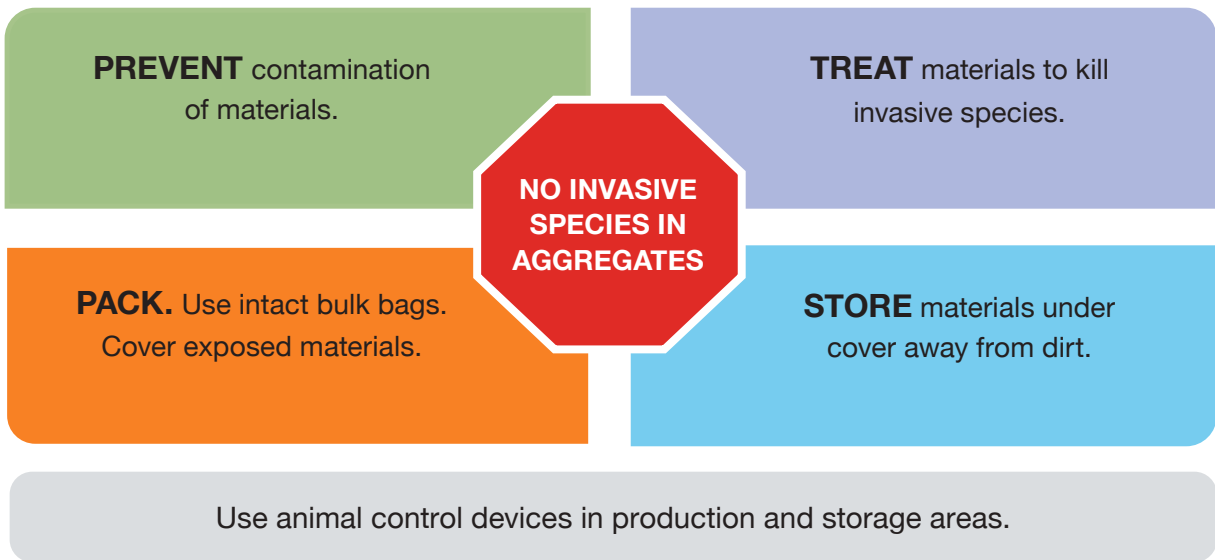 PREVENT contamination
of materials.
TREAT materials to kill
invasive species.
NO INVASIVE
SPECIES IN
AGGREGATES
PACK. Use intact bulk bags.
Cover exposed materials.
STORE materials under
cover away from dirt.
Use animal control devices in production and storage areas.